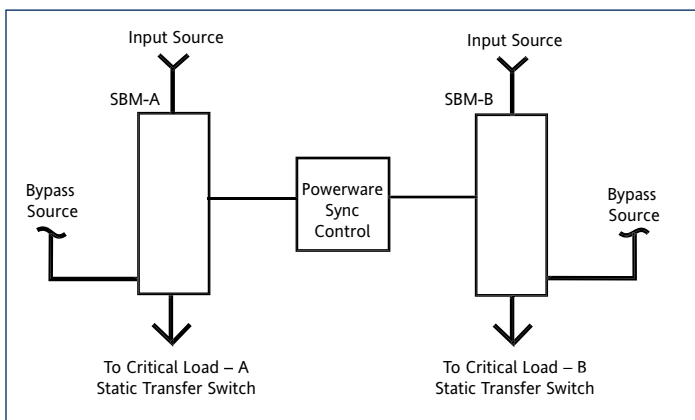 Input Source
Input Source
SBM-A
SBM-B
Bypass
Source
Powerware
Sync
Control
Bypass
Source
To Critical Load – A
Static Transfer Switch
To Critical Load – B
Static Transfer Switch